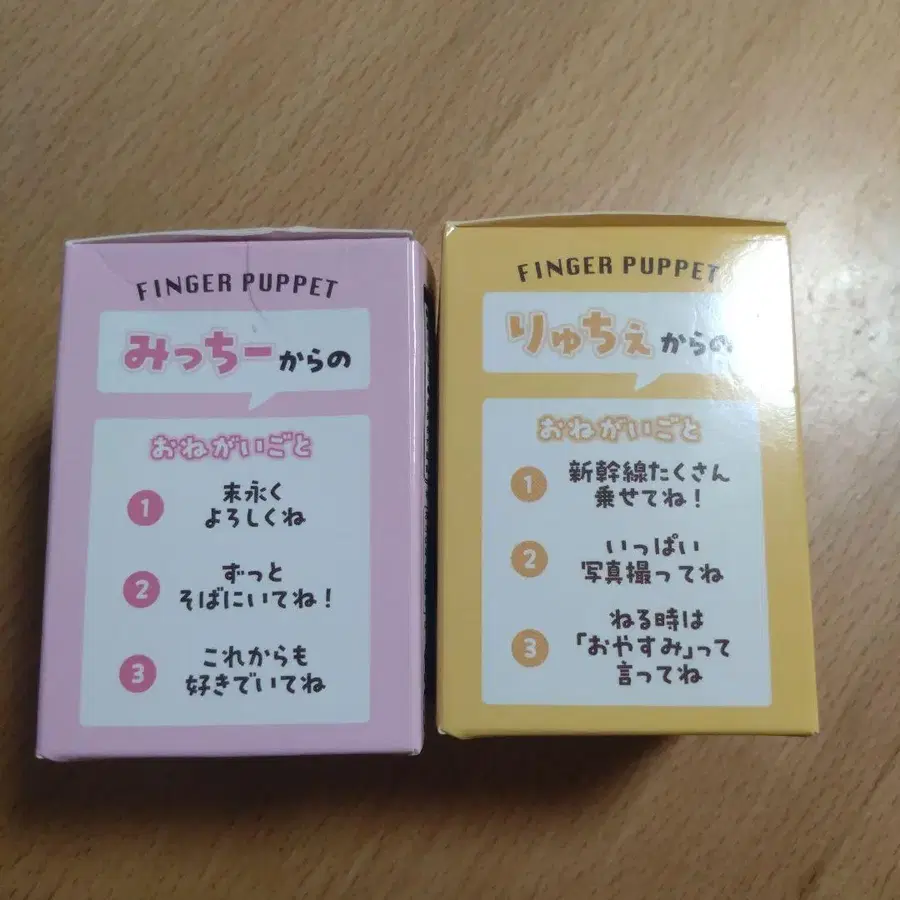 FINGER PUPPET
みっちーからの
おねがいごと
1
末永く
よろしくね
2
ずっと
そばにいてね!
3
これからも
好きでいてね
FINGER PUPPET
りゅちぇからの
おねがいごと
1
新幹線たくさん
乗せてね!
2
いっぱい
写真撮ってね
3
ねる時は
「おやすみ」って
言ってね